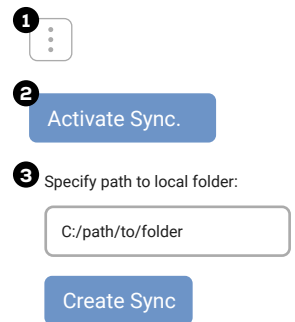 1
2
Activate Sync.
3
Specify path to local folder:
C:/path/to/folder
Create Sync